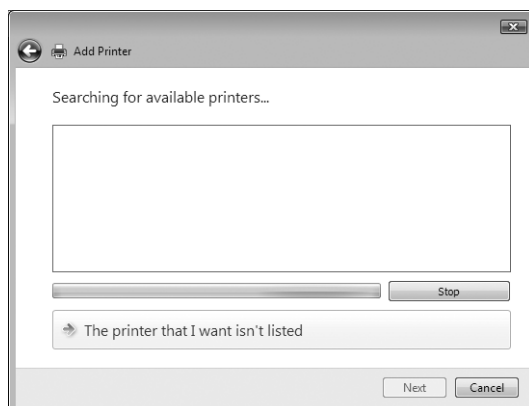 Add Printer
Searching for available printers...
Stop
The printer that I want isn't listed
Next Cancel